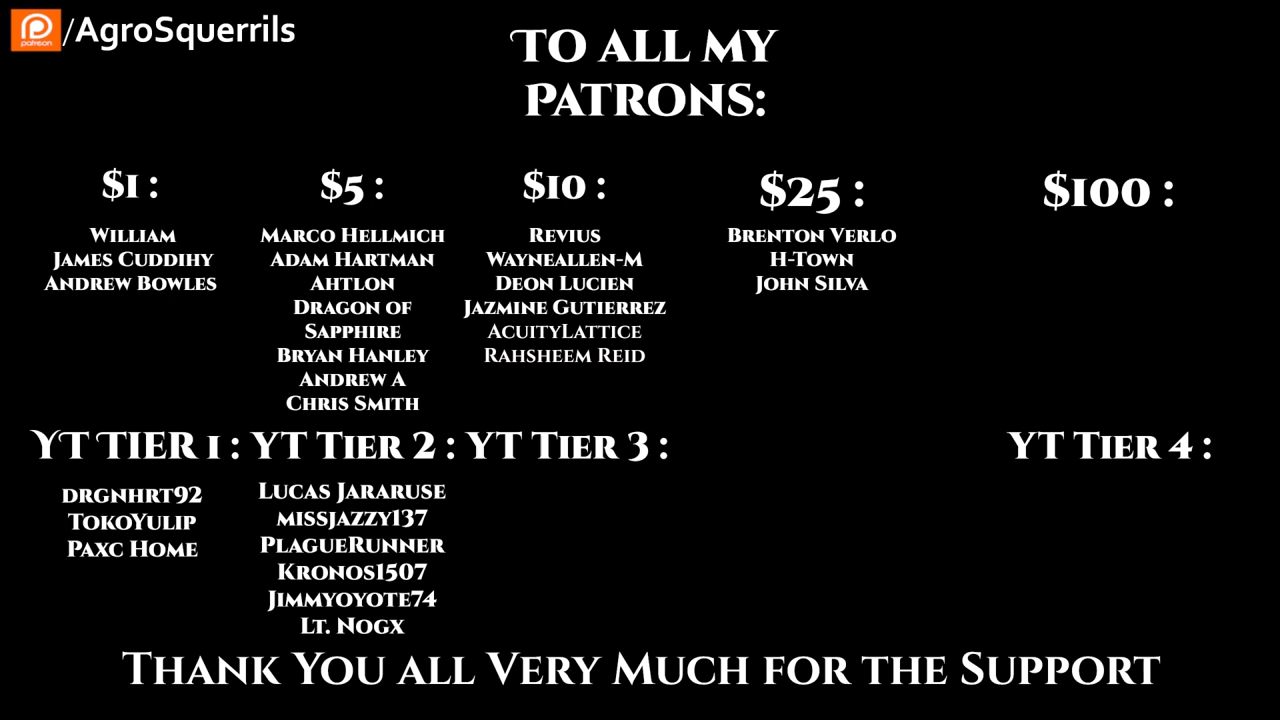 patreon
/AgroSquerrils
To all my
Patrons:
$1 :
William
James Cuddihy
Andrew Bowles
$5 :
Marco Hellmich
Adam Hartman
Ahtlon
Dragon of
Sapphire
Bryan Hanley
Andrew A
Chris Smith
$10 :
Revius
Wayneallen-M
Deon Lucien
Jazmine Gutierrez
AcuityLattice
Rahsheem Reid
$25 :
Brenton Verlo
H-Town
John Silva
$100 :
YT Tier 1 :
drgnhrt92
TokoYulip
Paxc Home
YT Tier 2 :
Lucas Jararuse
missjazzy137
PlagueRunner
Kronos1507
Jimmyoyote74
Lt. Nogx
YT Tier 3 :
YT Tier 4 :
Thank You all Very Much for the Support